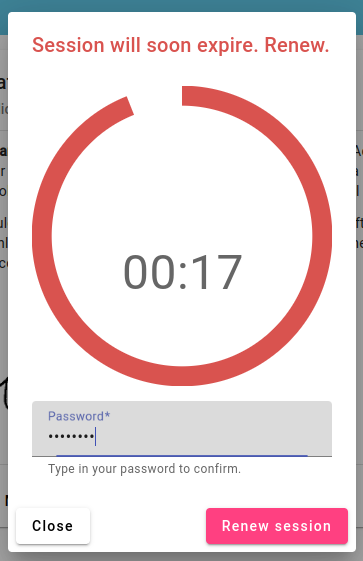 Session will soon expire. Renew.
00:17
Password*
••••••••
Type in your password to confirm.
Close
Renew session